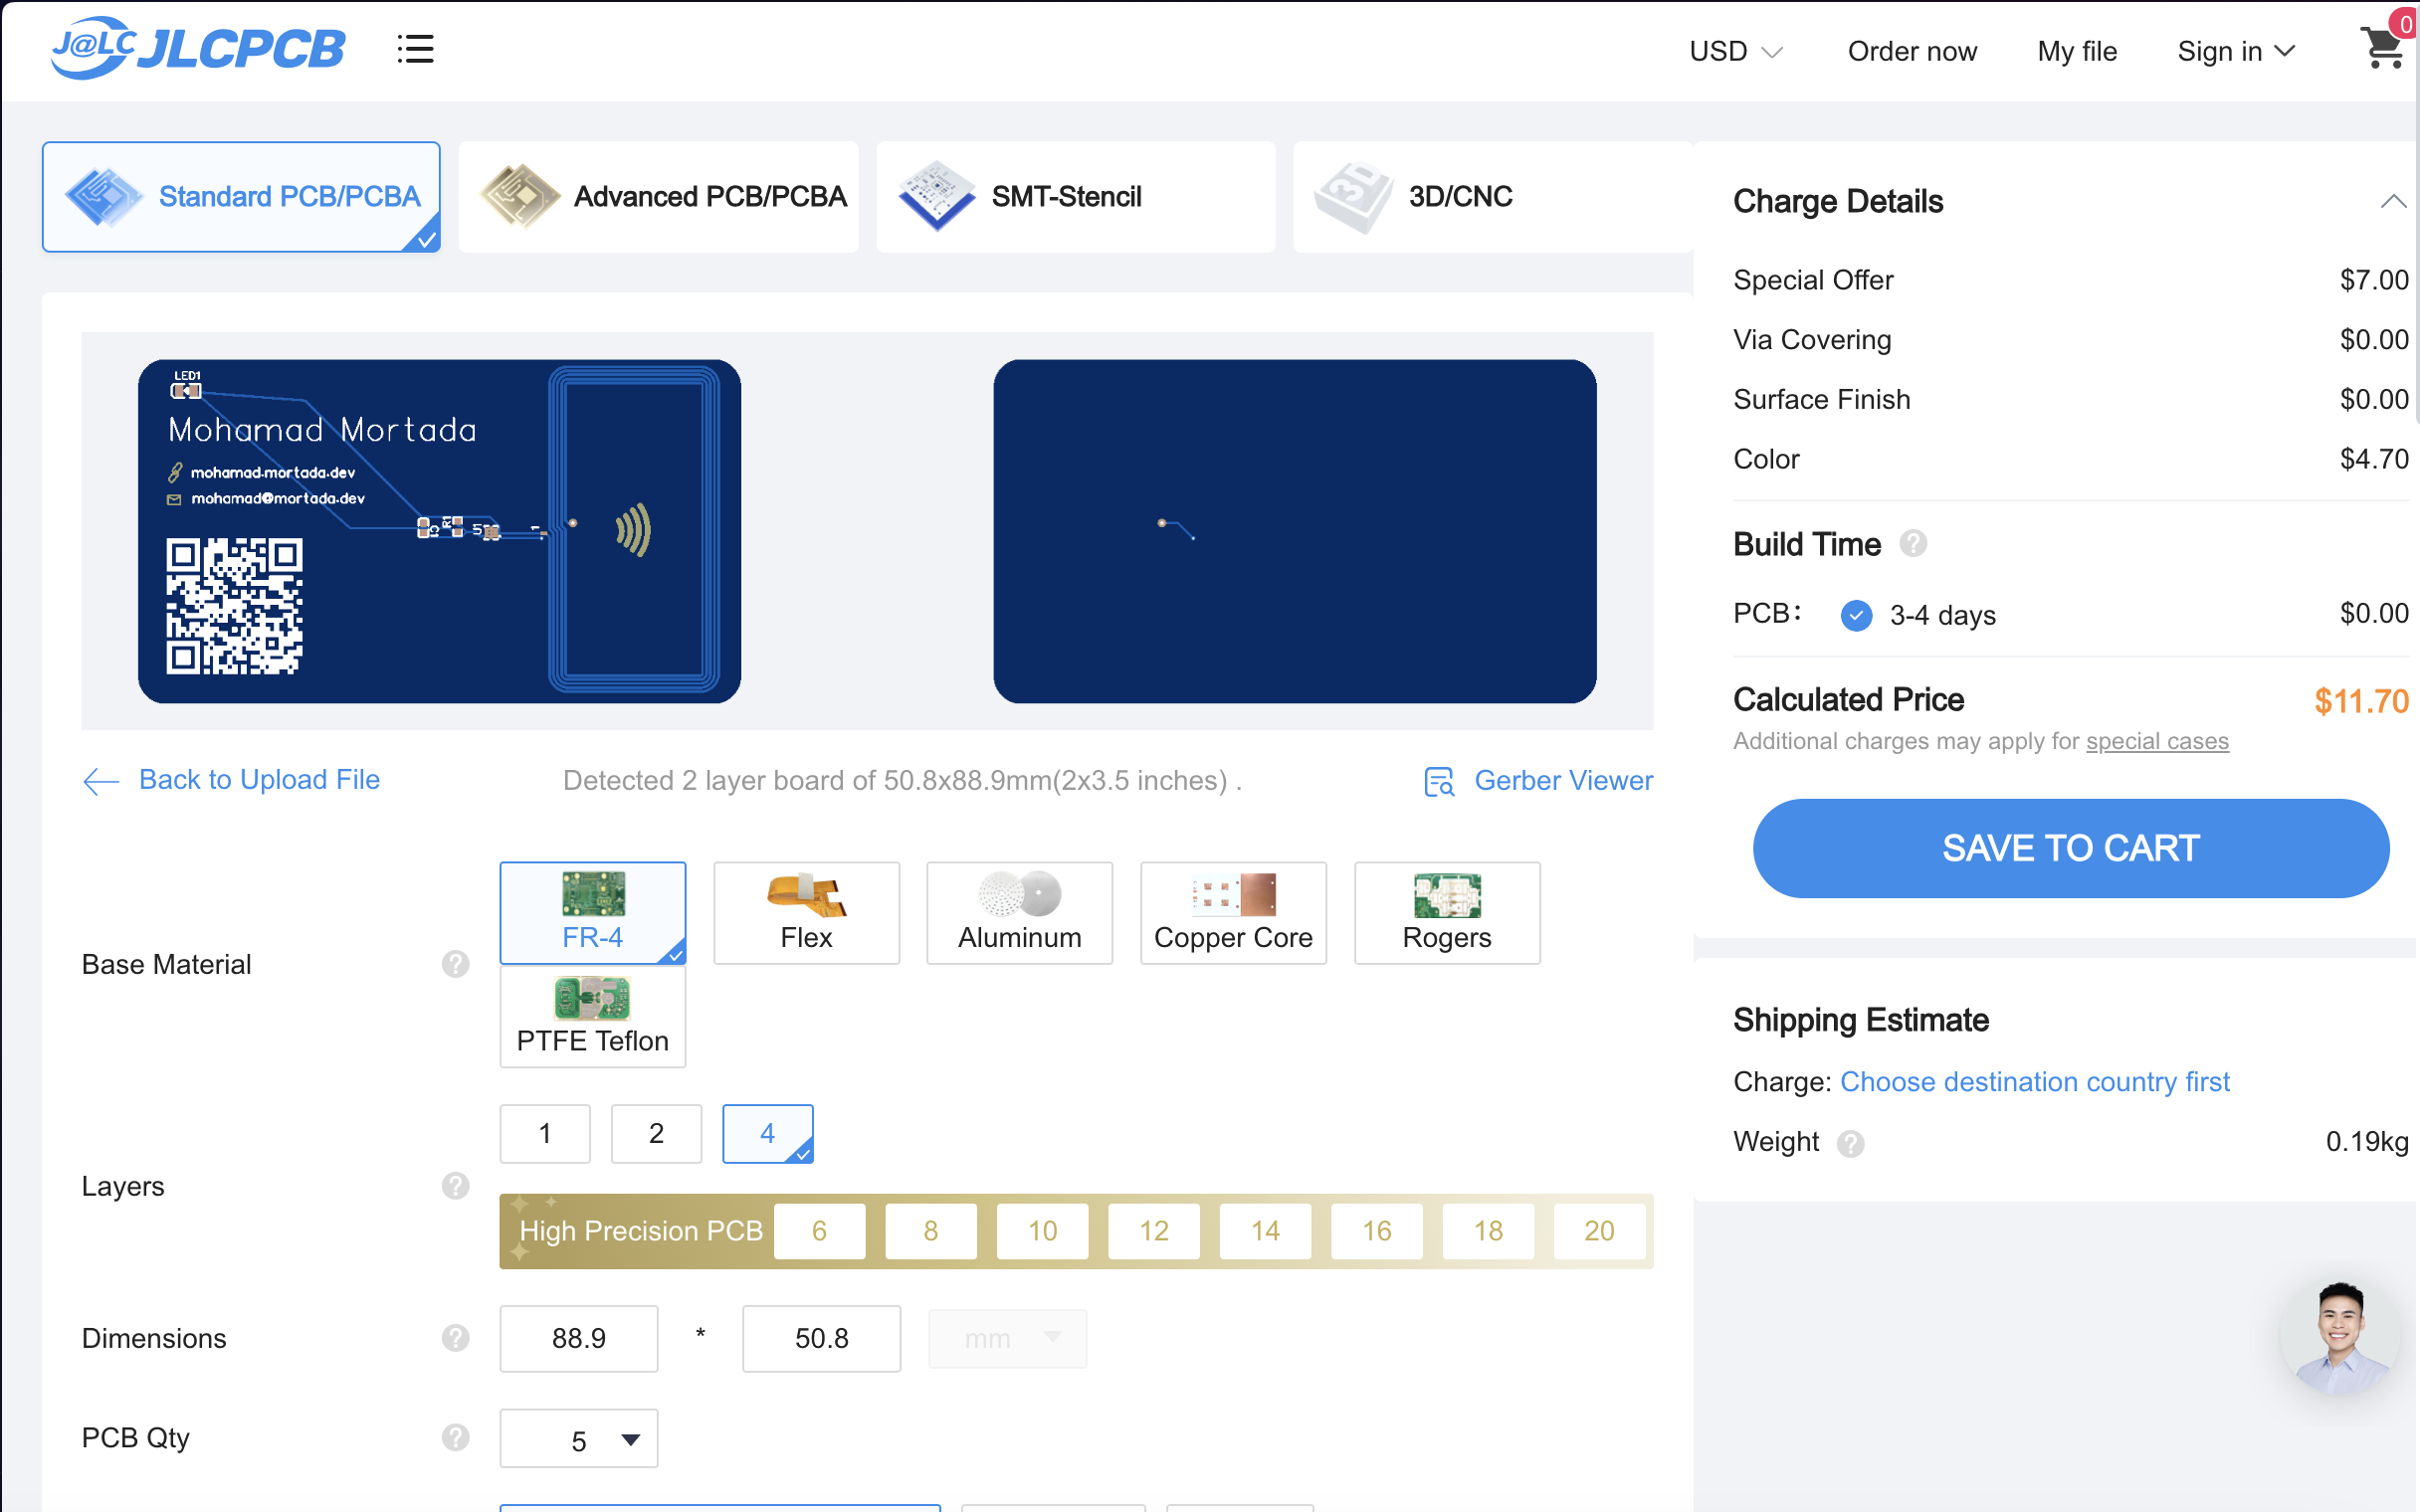 J@LC JLCPCB
USD
Order now
My file
Sign in
0
Standard PCB/PCBA
Advanced PCB/PCBA
SMT-Stencil
3D
3D/CNC
LED1
Mohamad Mortada
mohamad.mortada.dev
mohamad@mortada.dev
C1
R1
U1
1
Back to Upload File
Detected 2 layer board of 50.8x88.9mm(2x3.5 inches) .
Gerber Viewer
Base Material
?
FR-4
Flex
Aluminum
Copper Core
Rogers
PTFE Teflon
Layers
?
1
2
4
High Precision PCB
6
8
10
12
14
16
18
20
Dimensions
?
88.9
*
50.8
mm
PCB Qty
?
5
Charge Details
Special Offer $7.00
Via Covering $0.00
Surface Finish $0.00
Color $4.70
Build Time ?
PCB: 3-4 days $0.00
Calculated Price $11.70
Additional charges may apply for special cases
SAVE TO CART
Shipping Estimate
Charge: Choose destination country first
Weight ? 0.19kg